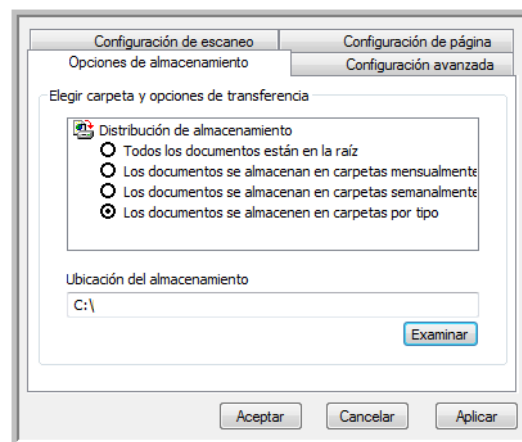 Configuración de escaneo
Configuración de página
Opciones de almacenamiento
Configuración avanzada
Elegir carpeta y opciones de transferencia
Distribución de almacenamiento
Todos los documentos están en la raíz
Los documentos se almacenan en carpetas mensualmente
Los documentos se almacenan en carpetas semanalmente
Los documentos se almacenen en carpetas por tipo
Ubicación del almacenamiento
C:\
Examinar
Aceptar
Cancelar
Aplicar